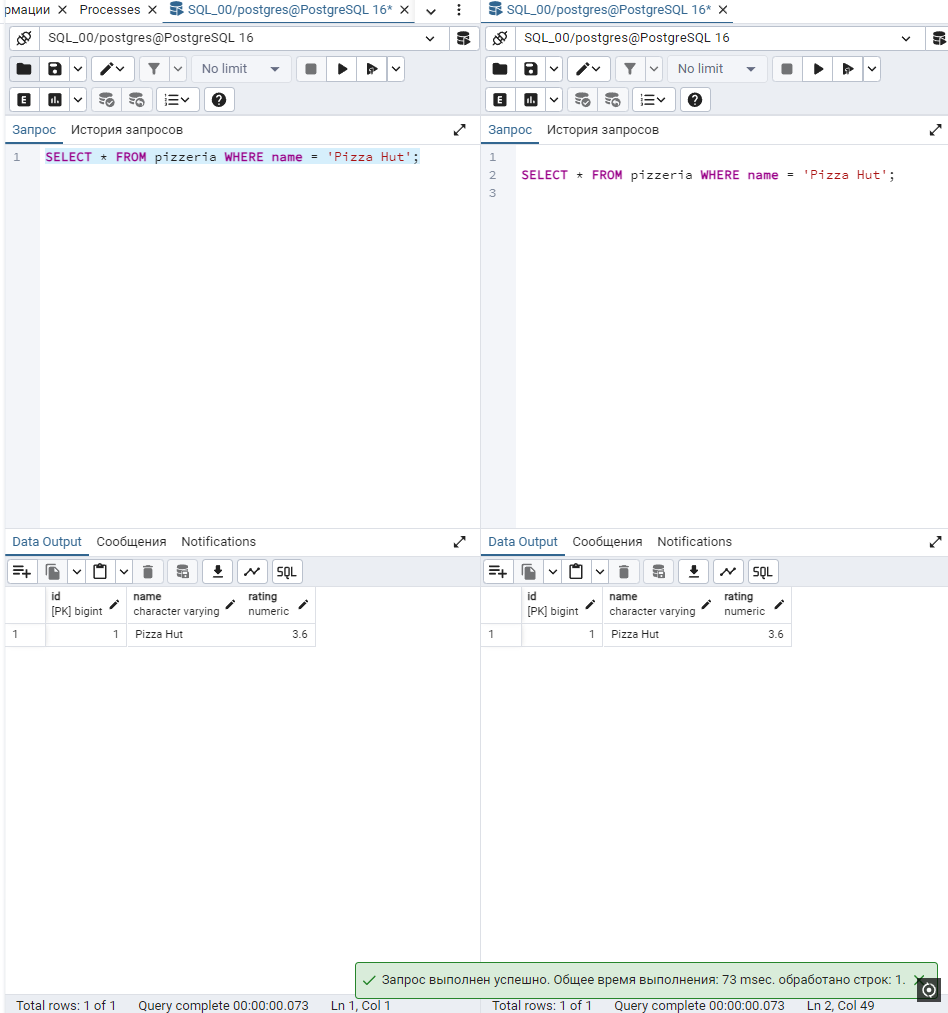 рмации Processes SQL_00/postgres@PostgreSQL 16*
SQL_00/postgres@PostgreSQL 16
No limit
E
Запрос История запросов
1 SELECT * FROM pizzeria WHERE name = 'Pizza Hut';
Data Output Сообщения Notifications
SQL
id name rating
[PK] bigint character varying numeric
1 1 Pizza Hut 3.6
Total rows: 1 of 1 Query complete 00:00:00.073 Ln 1, Col 1
SQL_00/postgres@PostgreSQL 16*
SQL_00/postgres@PostgreSQL 16
No limit
E
Запрос История запросов
1
2 SELECT * FROM pizzeria WHERE name = 'Pizza Hut';
3
Data Output Сообщения Notifications
SQL
id name rating
[PK] bigint character varying numeric
1 1 Pizza Hut 3.6
Запрос выполнен успешно. Общее время выполнения: 73 msec. обработано строк: 1.
Total rows: 1 of 1 Query complete 00:00:00.073 Ln 2, Col 49